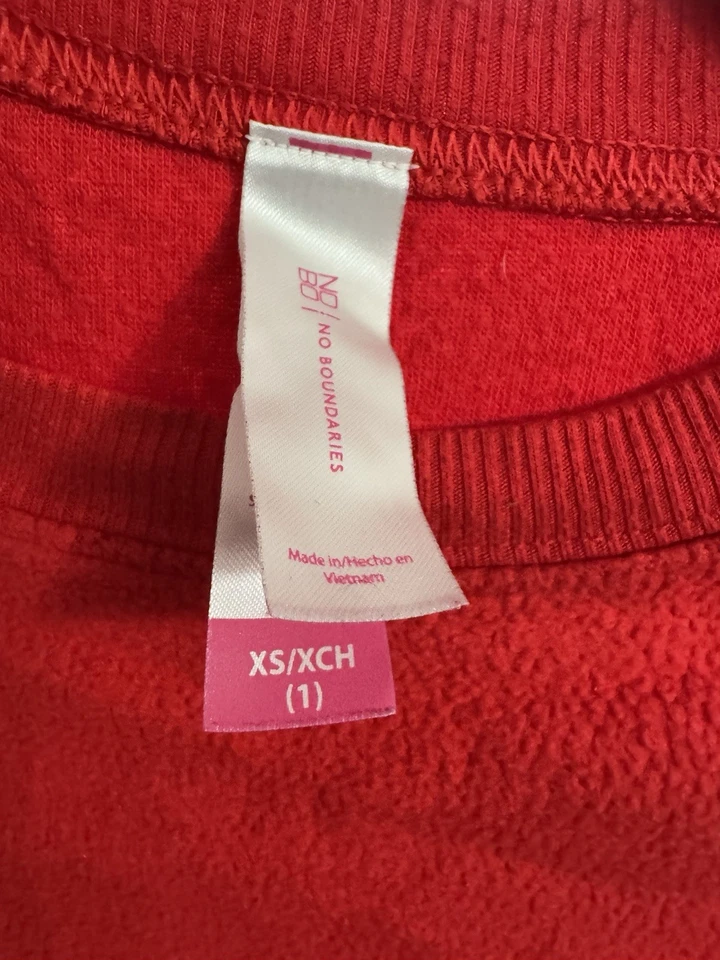 NO
BO
NO BOUNDARIES
Made in/Hecho en
Vietnam
XS/XCH
(1)